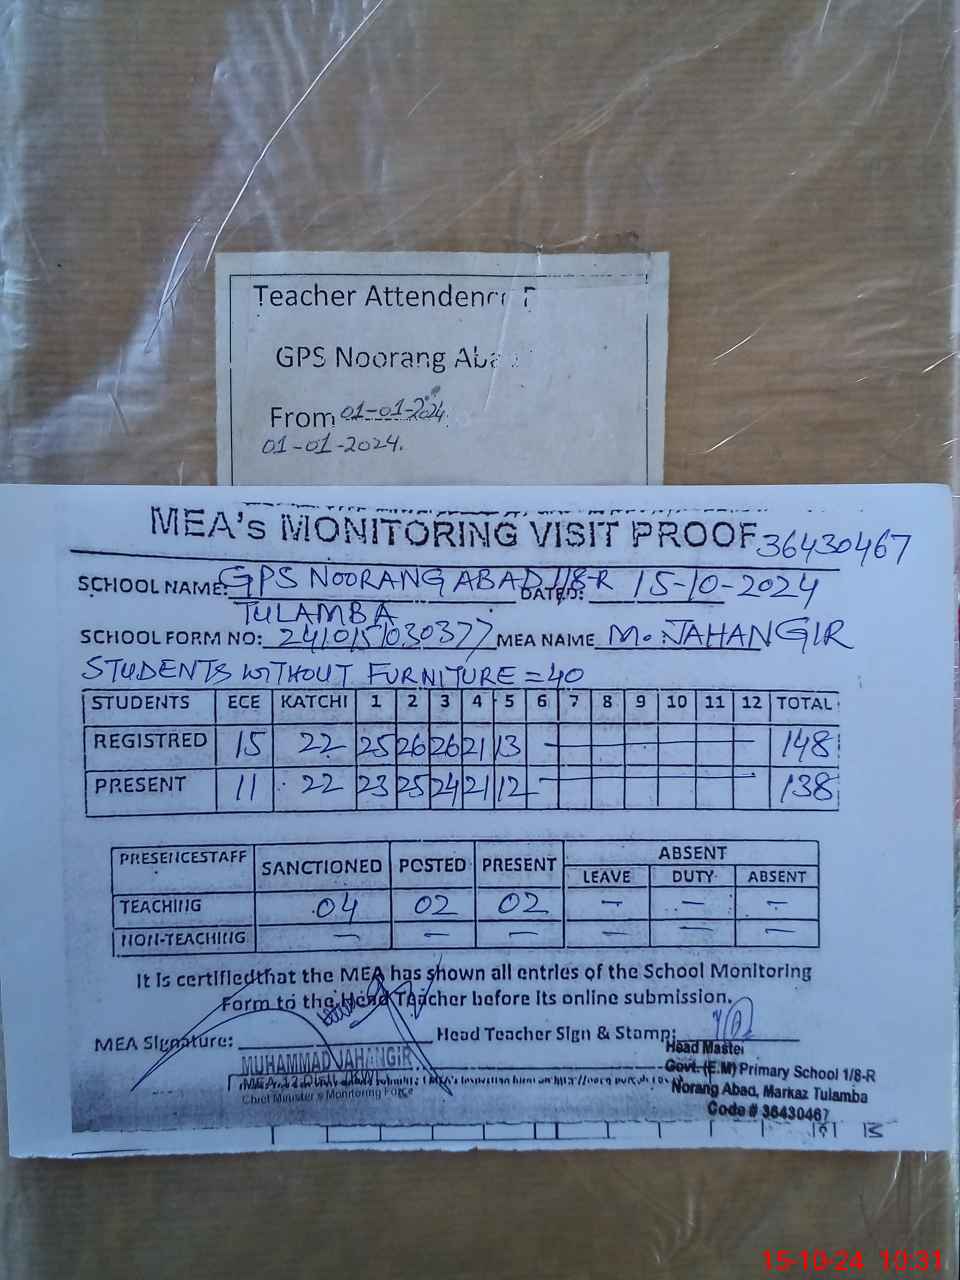 Teacher Attendence
GPS Noorang Aba
From 01-01-2024.
01-01-2024.
MEA's MONITORING VISIT PROOF 36430467
SCHOOL NAME: GPS NOORANG ABAD 1/8-R DATED: 15-10-2024
TULAMBA
SCHOOL FORM NO: 2410151030377 MEA NAME M. JAHANGIR
STUDENTS WITHOUT FURNITURE = 40
STUDENTS ECE KATCHI 1 2 3 4 5 6 7 8 9 10 11 12 TOTAL
REGISTRED 15 22 25 26 26 21 13 148
PRESENT 11 22 23 25 24 21 12 138
PRESENCESTAFF SANCTIONED POSTED PRESENT ABSENT
LEAVE DUTY ABSENT
TEACHING 04 02 02 - - -
NON-TEACHING - - - - - -
It is certifiedthat the MEA has shown all entries of the School Monitoring
Form to the Head Teacher before its online submission.
MEA Signature: Head Teacher Sign & Stamp:
MUHAMMAD JAHANGIR
Chief Minister's Monitoring Force
Head Master
Govt. (E.M) Primary School 1/8-R
Norang Abad, Markaz Tulamba
Code # 36430467
15-10-24 10:31